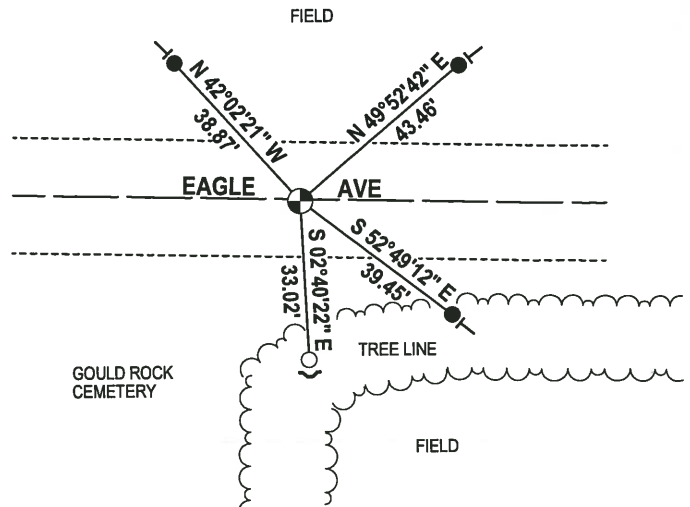 FIELD
N 42°02'21" W
38.87'
N 49°52'42" E
43.46'
EAGLE AVE
S 52°49'12" E
39.45'
S 02°40'22" E
33.02'
TREE LINE
GOULD ROCK
CEMETERY
FIELD